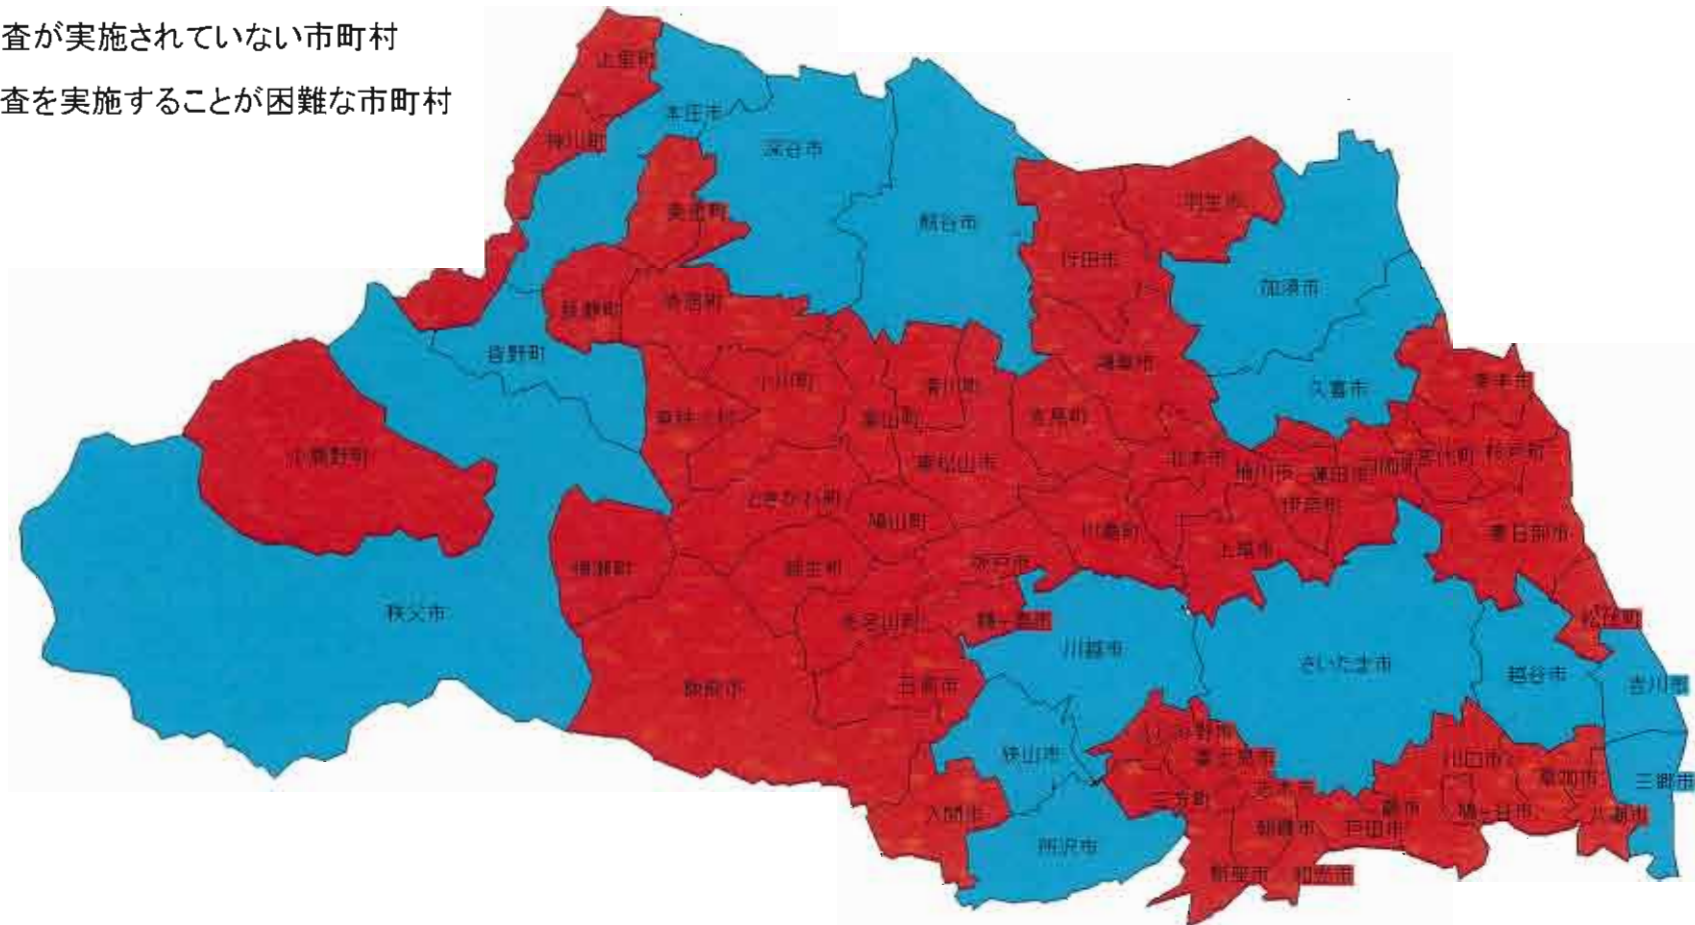 査が実施されていない市町村
査を実施することが困難な市町村
上里町
本庄市
神川町
深谷市
美里町
熊谷市
羽生市
行田市
加須市
長瀞町
寄居町
皆野町
鴻巣市
小川町
滑川町
久喜市
幸手市
東秩父村
嵐山町
吉見町
小鹿野町
東松山市
北本市
桶川市
蓮田市
宮代町
杉戸町
ときがわ町
鳩山町
川島町
伊奈町
上尾市
春日部市
横瀬町
越生町
坂戸市
秩父市
毛呂山町
鶴ヶ島市
松伏町
川越市
さいたま市
越谷市
吉川市
飯能市
日高市
狭山市
富士見市
川口市
草加市
三郷市
三芳町
志木市
入間市
蕨市
鳩ヶ谷市
八潮市
朝霞市
戸田市
所沢市
新座市
和光市